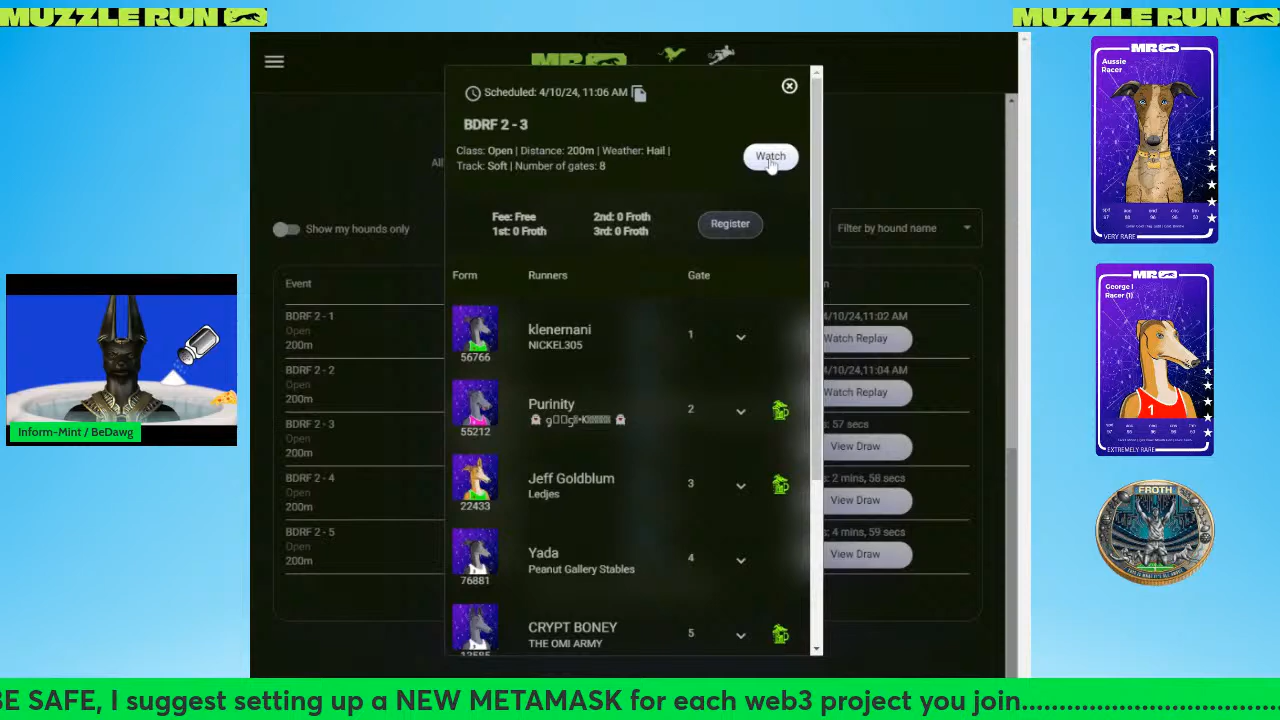 MUZZLE RUN
MUZZLE RUN
MR
Scheduled: 4/10/24, 11:06 AM
BDRF 2 - 3
Class: Open | Distance: 200m | Weather: Hail |
Track: Soft | Number of gates: 8
Watch
Fee: Free
1st: 0 Froth
2nd: 0 Froth
3rd: 0 Froth
Register
Form Runners Gate
klenernani
NICKEL305
56766
1
Purinity
55212
2
Jeff Goldblum
Ledjes
22433
3
Yada
Peanut Gallery Stables
76881
4
CRYPT BONEY
THE OMI ARMY
5
All
Show my hounds only
Filter by hound name
Event
BDRF 2 - 1
Open
200m
4/10/24,11:02 AM
Watch Replay
BDRF 2 - 2
Open
200m
4/10/24,11:04 AM
Watch Replay
BDRF 2 - 3
Open
200m
57 secs
View Draw
BDRF 2 - 4
Open
200m
2 mins, 58 secs
View Draw
BDRF 2 - 5
Open
200m
4 mins, 59 secs
View Draw
Inform-Mint / BeDawg
MR
Aussie
Racer
VERY RARE
MR
George I
Racer (1)
1
EXTREMELY RARE
FROTH
BE SAFE, I suggest setting up a NEW METAMASK for each web3 project you join...................................